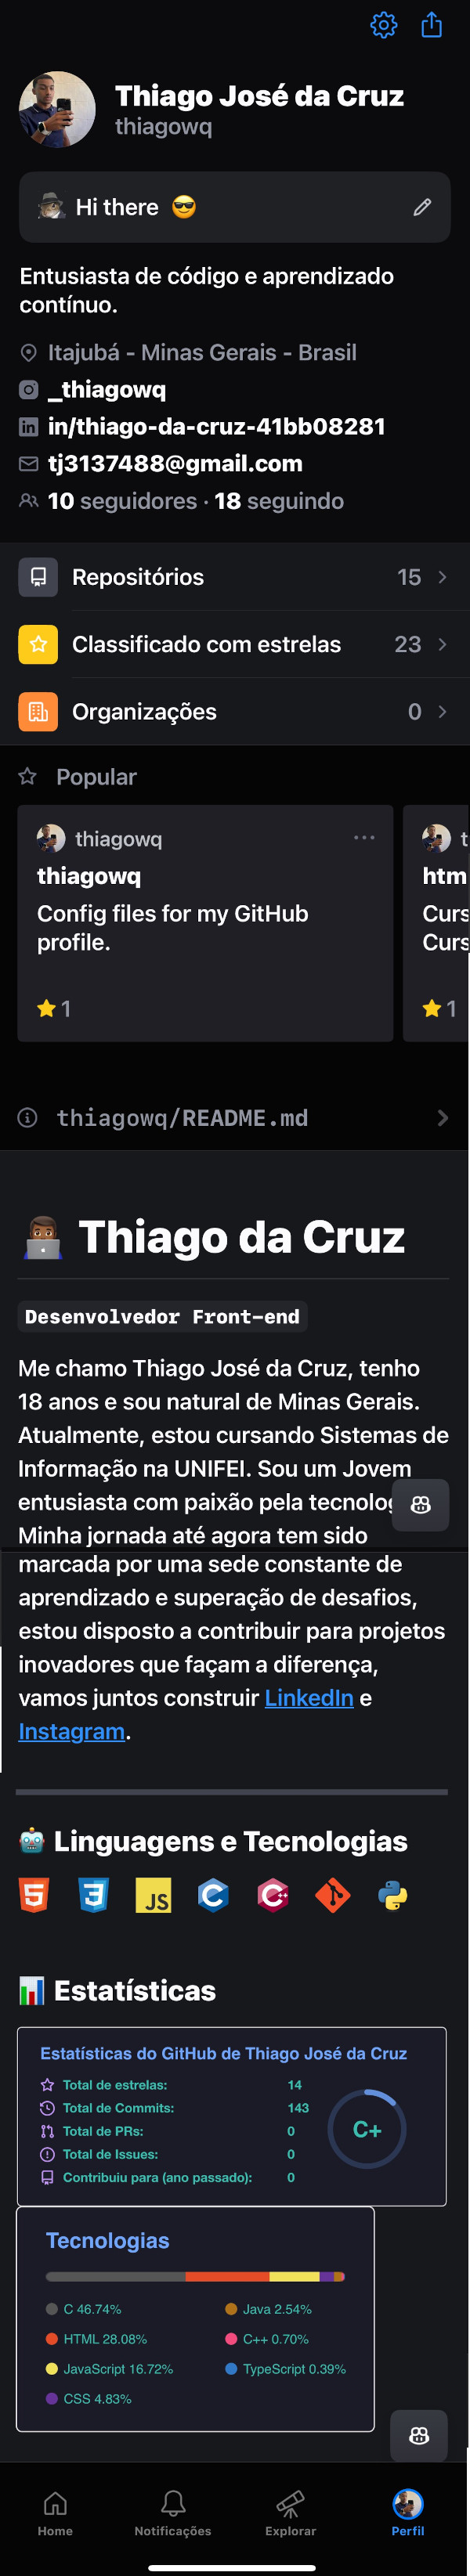 Thiago José da Cruz
thiagowq
Hi there 😎
Entusiasta de código e aprendizado
contínuo.
Itajubá - Minas Gerais - Brasil
_thiagowq
in/thiago-da-cruz-41bb08281
tj3137488@gmail.com
10 seguidores · 18 seguindo
Repositórios 15
Classificado com estrelas 23
Organizações 0
Popular
thiagowq
thiagowq
Config files for my GitHub
profile.
1
t
htm
Curs
Curs
1
thiagowq/README.md
Thiago da Cruz
Desenvolvedor Front-end
Me chamo Thiago José da Cruz, tenho
18 anos e sou natural de Minas Gerais.
Atualmente, estou cursando Sistemas de
Informação na UNIFEI. Sou um Jovem
entusiasta com paixão pela tecnolog
Minha jornada até agora tem sido
marcada por uma sede constante de
aprendizado e superação de desafios,
estou disposto a contribuir para projetos
inovadores que façam a diferença,
vamos juntos construir LinkedIn e
Instagram.
Linguagens e Tecnologias
5 3 JS C C++
Estatísticas
Estatísticas do GitHub de Thiago José da Cruz
Total de estrelas: 14
Total de Commits: 143
Total de PRs: 0
Total de Issues: 0
Contribuiu para (ano passado): 0
C+
Tecnologias
C 46.74%
HTML 28.08%
JavaScript 16.72%
CSS 4.83%
Java 2.54%
C++ 0.70%
TypeScript 0.39%
Home
Notificações
Explorar
Perfil